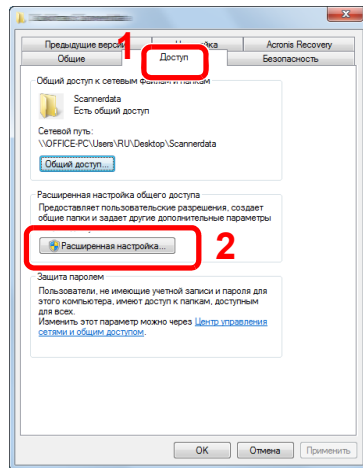 1
Предыдущие верс
Acronis Recovery
Общие
Доступ
Безопасность
Общий доступ к сетевым файлам и папкам
Scannerdata
Есть общий доступ
Сетевой путь:
\\OFFICE-PC\Users\RU\Desktop\Scannerdata
Общий доступ...
Расширенная настройка общего доступа
Предоставляет пользовательские разрешения, создает
общие папки и задает другие дополнительные параметры
Расширенная настройка...
2
Защита паролем
Пользователи, не имеющие учетной записи и пароля для
этого компьютера, имеют доступ к папкам, доступным
для всех.
Изменить этот параметр можно через Центр управления
сетями и общим доступом.
OK
Отмена
Применить